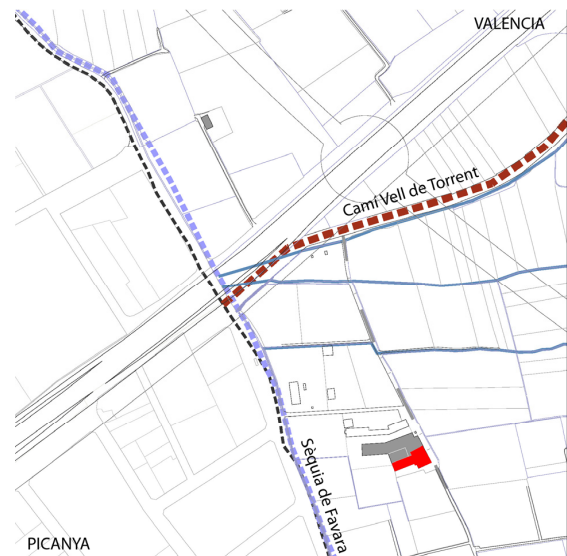 VALENCIA
Camí Vell de Torrent
Sèquia de Favara
PICANYA